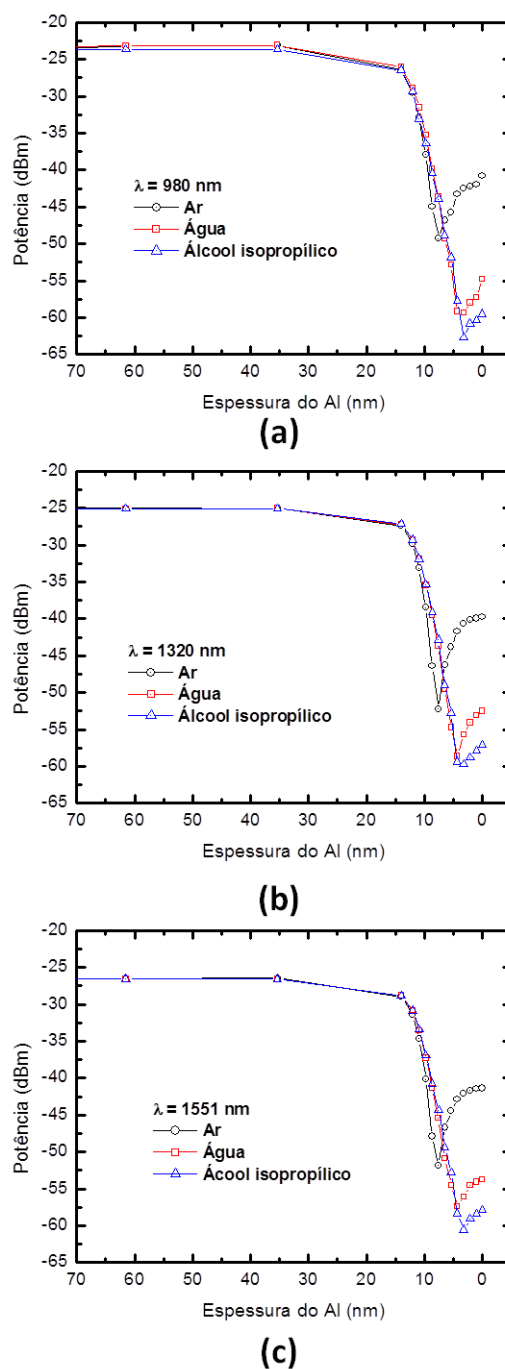 -20
-25
-30
-35
-40
-45
-50
-55
-60
-65
Potência (dBm)
λ = 980 nm
Ar
Água
Álcool isopropílico
70 60 50 40 30 20 10 0
Espessura do Al (nm)
(a)
-20
-25
-30
-35
-40
-45
-50
-55
-60
-65
Potência (dBm)
λ = 1320 nm
Ar
Água
Álcool isopropílico
70 60 50 40 30 20 10 0
Espessura do Al (nm)
(b)
-20
-25
-30
-35
-40
-45
-50
-55
-60
-65
Potência (dBm)
λ = 1551 nm
Ar
Água
Ácool isopropílico
70 60 50 40 30 20 10 0
Espessura do Al (nm)
(c)